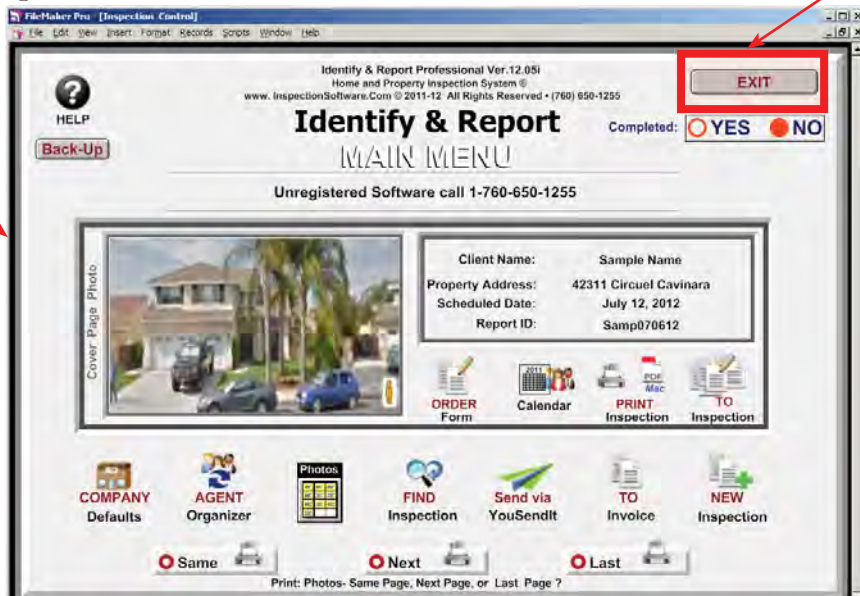 FileMaker Pro - [Inspection Control]
File Edit View Insert Format Records Scripts Window Help
Identify & Report Professional Ver.12.05i
Home and Property Inspection System ©
www. InspectionSoftware.Com © 2011-12 All Rights Reserved • (760) 650-1255
EXIT
HELP
Identify & Report
Completed: YES NO
Back-Up
MAIN MENU
Unregistered Software call 1-760-650-1255
Cover Page Photo
Client Name: Sample Name
Property Address: 42311 Circuel Cavinara
Scheduled Date: July 12, 2012
Report ID: Samp070612
2011
PDF
Mac
ORDER Form
Calendar
PRINT Inspection
TO Inspection
Photos
COMPANY Defaults
AGENT Organizer
FIND Inspection
Send via YouSendIt
TO Invoice
NEW Inspection
Same Next Last
Print: Photos- Same Page, Next Page, or Last Page ?